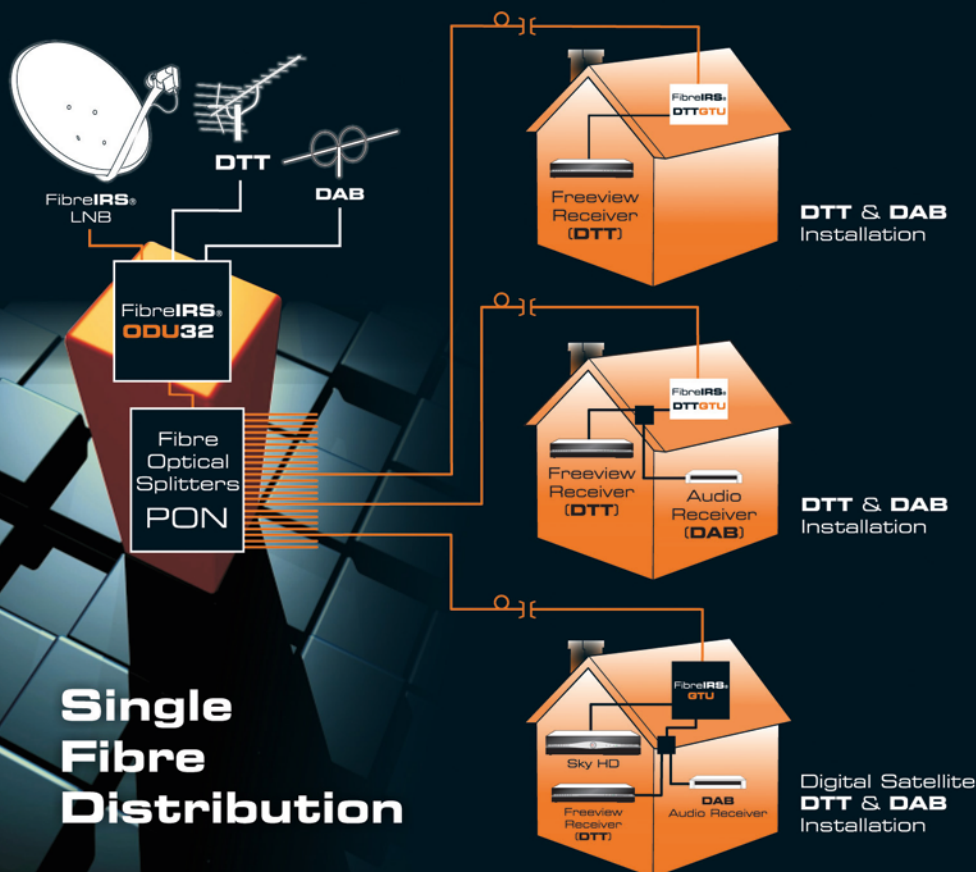 FibreIRS®
LNB
DTT
DAB
FibreIRS®
ODU32
Fibre
Optical
Splitters
PON
Single
Fibre
Distribution
FibreIRS®
DTTGTU
Freeview
Receiver
(DTT)
DTT & DAB
Installation
FibreIRS®
DTTGTU
Freeview
Receiver
(DTT)
Audio
Receiver
(DAB)
DTT & DAB
Installation
FibreIRS®
GTU
Sky HD
Freeview
Receiver
(DTT)
DAB
Audio Receiver
Digital Satellite
DTT & DAB
Installation